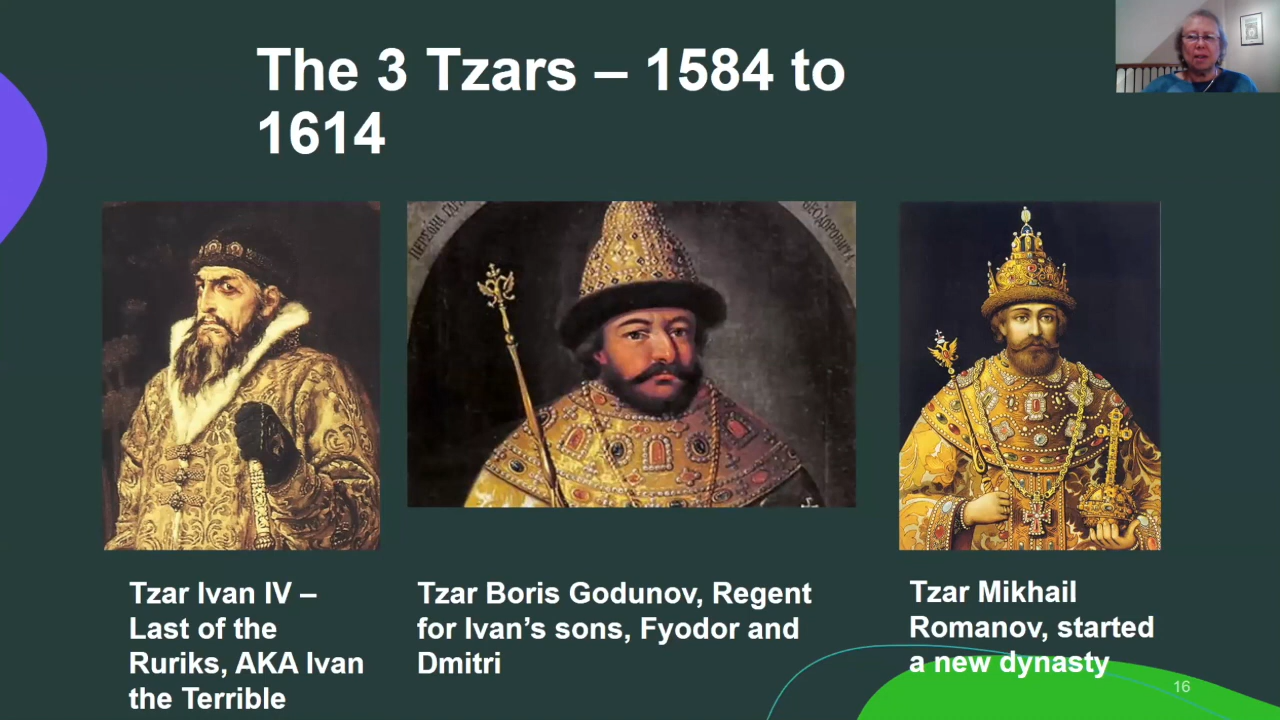 The 3 Tzars – 1584 to
1614
Tzar Ivan IV –
Last of the
Ruriks, AKA Ivan
the Terrible
Tzar Boris Godunov, Regent
for Ivan's sons, Fyodor and
Dmitri
Tzar Mikhail
Romanov, started
a new dynasty
16